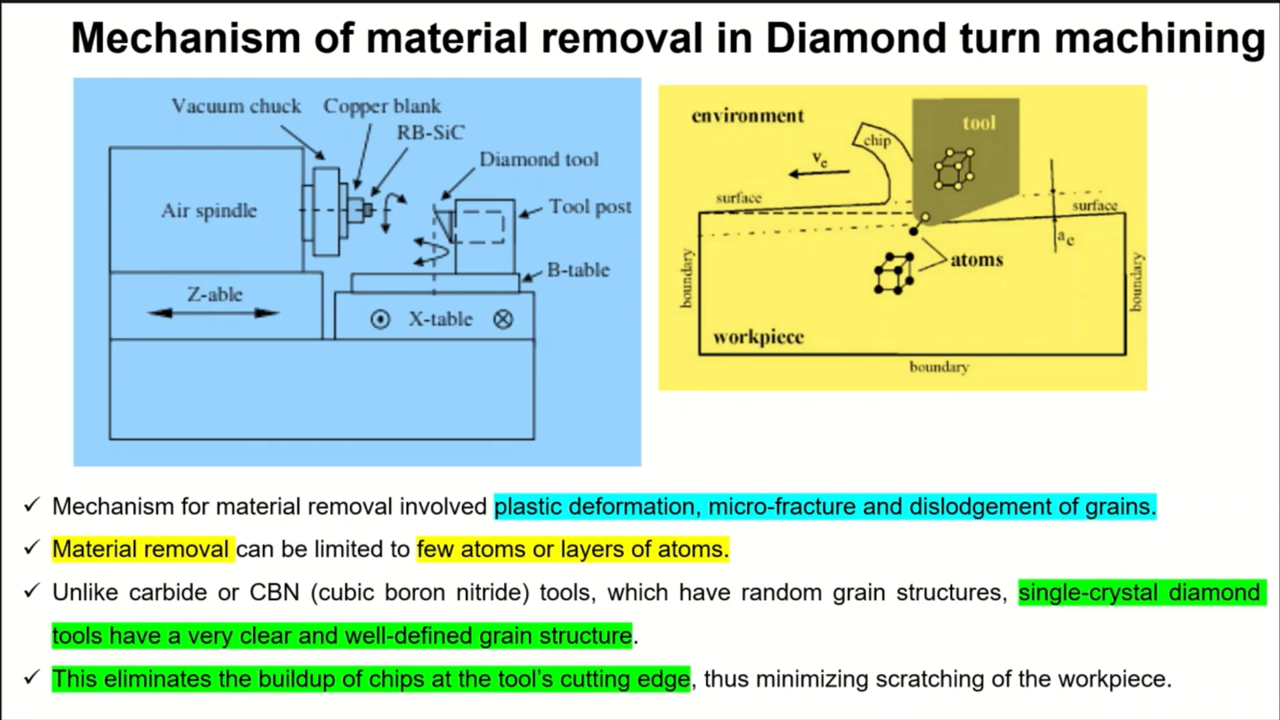 Mechanism of material removal in Diamond turn machining
Vacuum chuck
Copper blank
RB-SiC
Diamond tool
Air spindle
Tool post
B-table
Z-able
X-table
environment
tool
chip
vc
surface
surface
ae
atoms
boundary
boundary
workpiece
boundary
✓ Mechanism for material removal involved plastic deformation, micro-fracture and dislodgement of grains.
✓ Material removal can be limited to few atoms or layers of atoms.
✓ Unlike carbide or CBN (cubic boron nitride) tools, which have random grain structures, single-crystal diamond
tools have a very clear and well-defined grain structure.
✓ This eliminates the buildup of chips at the tool's cutting edge, thus minimizing scratching of the workpiece.